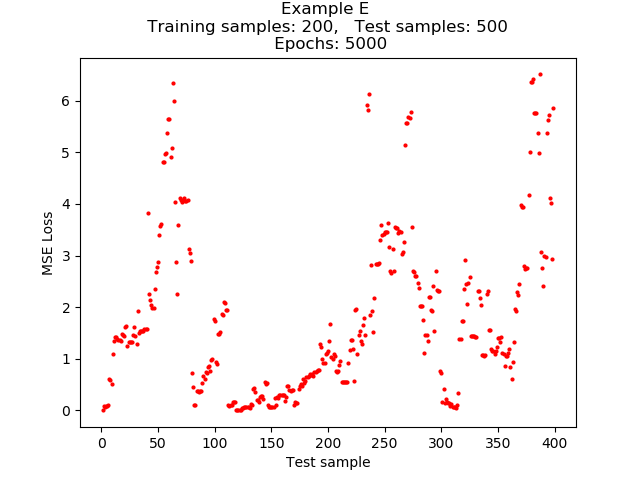 Example E
Training samples: 200,   Test samples: 500
Epochs: 5000
MSE Loss
6
5
4
3
2
1
0
0 50 100 150 200 250 300 350 400
Test sample